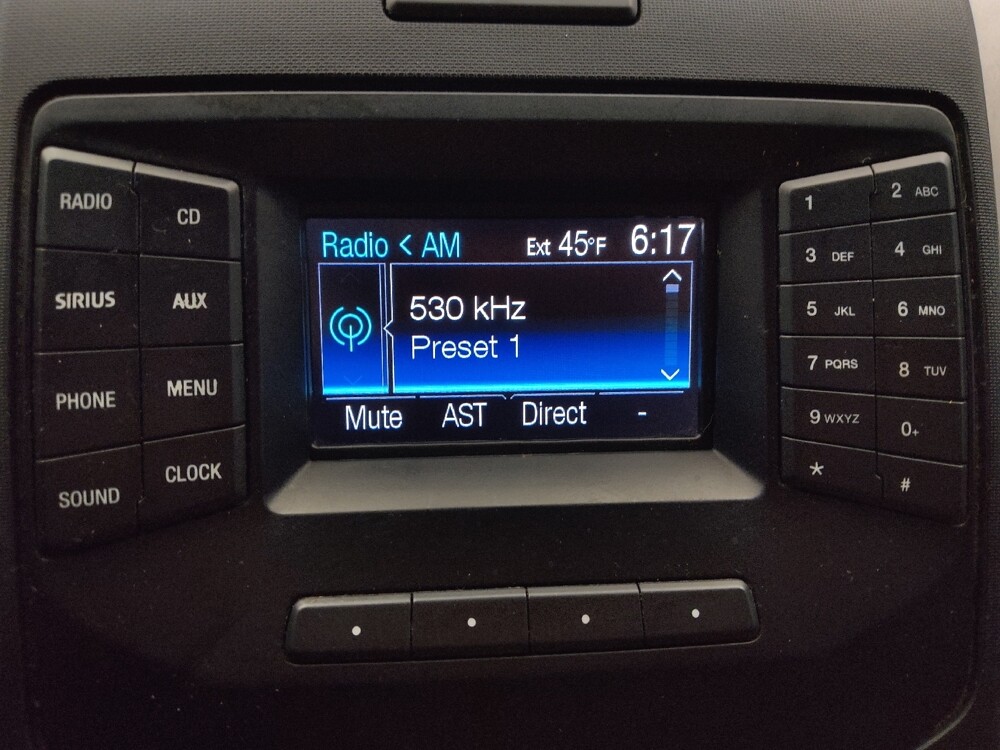 RADIO
CD
SIRIUS
AUX
PHONE
MENU
SOUND
CLOCK
Radio < AM Ext 45°F 6:17
530 kHz
Preset 1
Mute AST Direct -
1
2 ABC
3 DEF
4 GHI
5 JKL
6 MNO
7 PQRS
8 TUV
9 WXYZ
0+
*
#